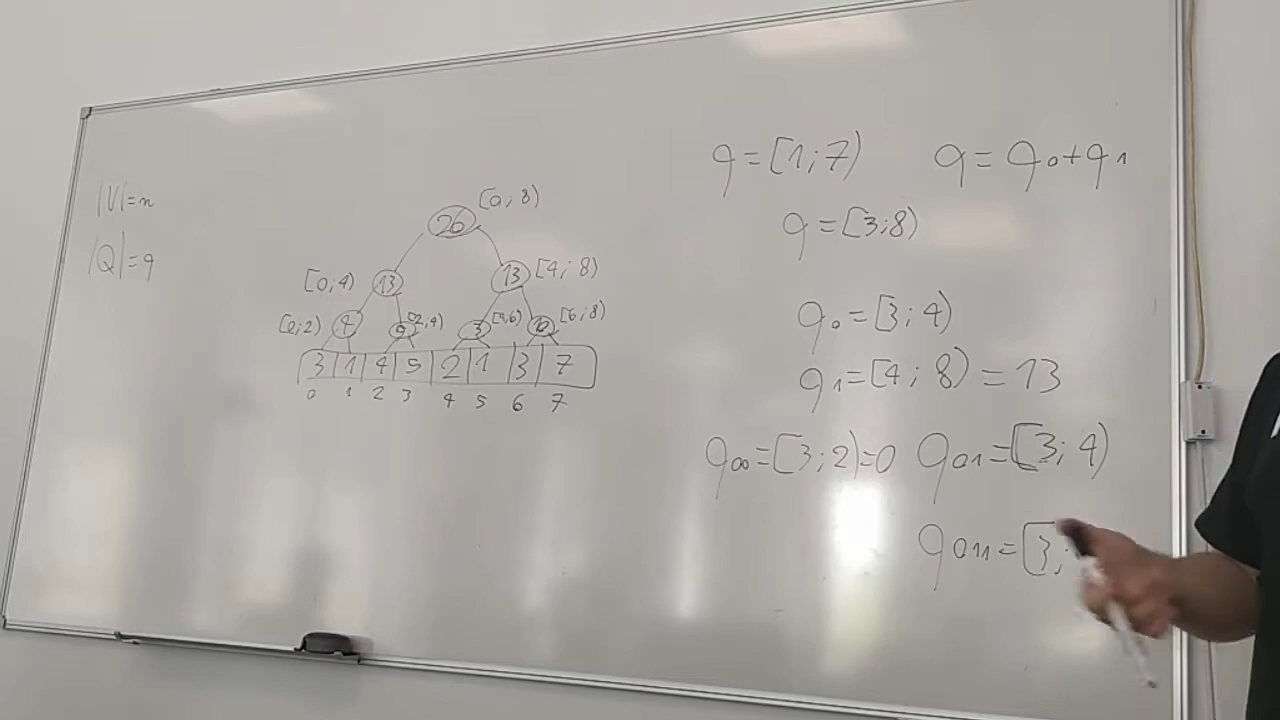 |V|=n
|Q|=q
[0;8)
26
[0;4) 13 13 [4;8)
[0;2) 4 9 [2;4) 3 [4;6) 10 [6;8)
3 1 4 5 2 1 3 7
0 1 2 3 4 5 6 7
q=[1;7) q=q₀+q₁
q=[3;8)
q₀=[3;4)
q₁=[4;8)=13
q₀₀=[3;2)=0 q₀₁=[3;4)
q₀₁₁=[3;